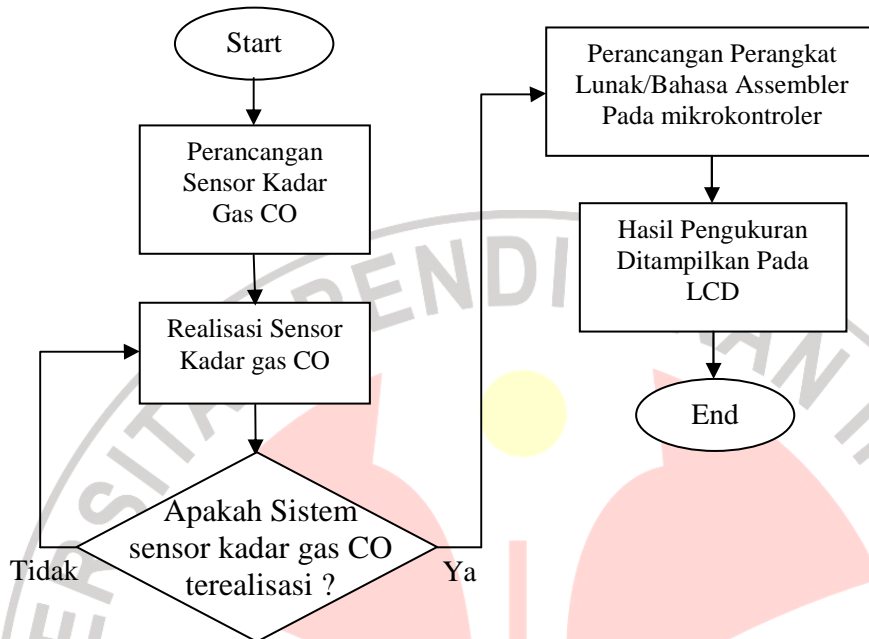 Start
Perancangan
Sensor Kadar
Gas CO
Realisasi Sensor
Kadar gas CO
Apakah Sistem
sensor kadar gas CO
terealisasi ?
Tidak
Ya
Perancangan Perangkat
Lunak/Bahasa Assembler
Pada mikrokontroler
Hasil Pengukuran
Ditampilkan Pada
LCD
End